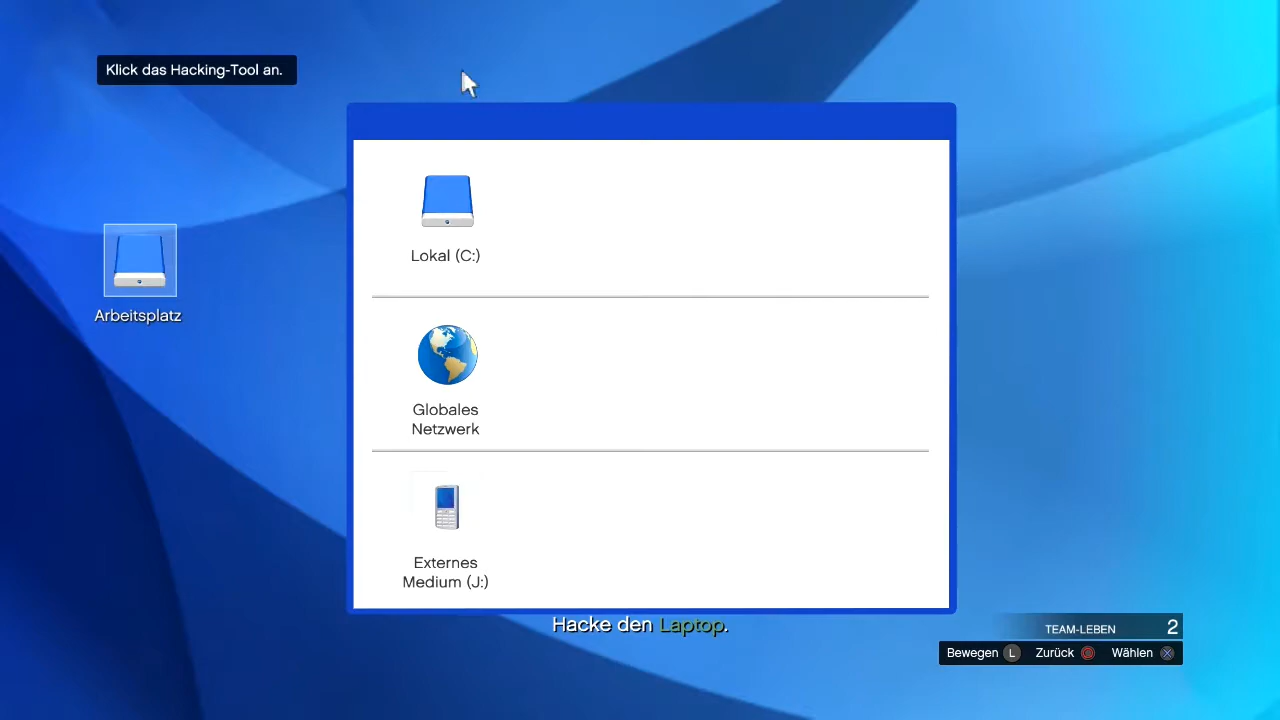 Klick das Hacking-Tool an.
Lokal (C:)
Arbeitsplatz
Globales
Netzwerk
Externes
Medium (J:)
Hacke den Laptop.
TEAM-LEBEN 2
Bewegen L Zurück Wählen